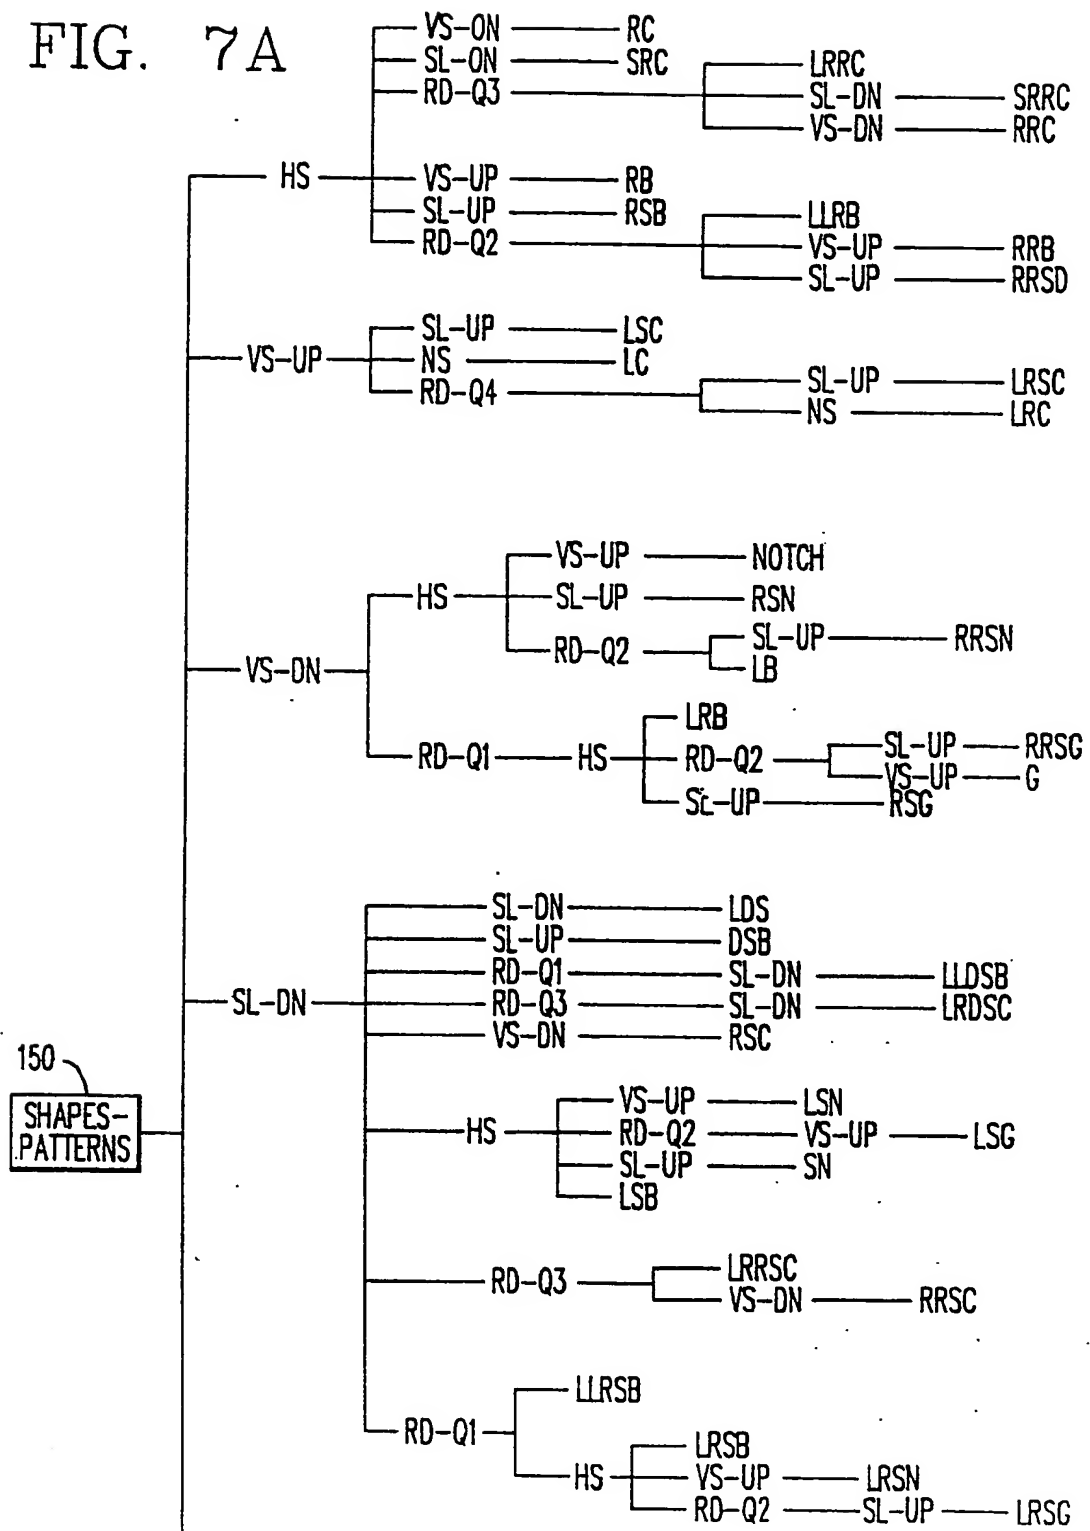 FIG. 7A
VS-ON RC
SL-ON SRC
RD-Q3 LRRC
SL-DN SRRC
VS-DN RRC
HS VS-UP RB
SL-UP RSB
RD-Q2 LLRB
VS-UP RRB
SL-UP RRSD
VS-UP SL-UP LSC
NS LC
RD-Q4 SL-UP LRSC
NS LRC
VS-DN HS VS-UP NOTCH
SL-UP RSN
RD-Q2 SL-UP RRSN
LB
RD-Q1 HS LRB
RD-Q2 SL-UP RRSG
VS-UP G
SL-UP RSG
SL-DN SL-DN LDS
SL-UP DSB
RD-Q1 SL-DN LLDSB
RD-Q3 SL-DN LRDSC
VS-DN RSC
150
SHAPES-
PATTERNS
HS VS-UP LSN
RD-Q2 VS-UP LSG
SL-UP SN
LSB
RD-Q3 LRRSC
VS-DN RRSC
RD-Q1 LLRSB
HS LRSB
VS-UP LRSN
RD-Q2 SL-UP LRSG